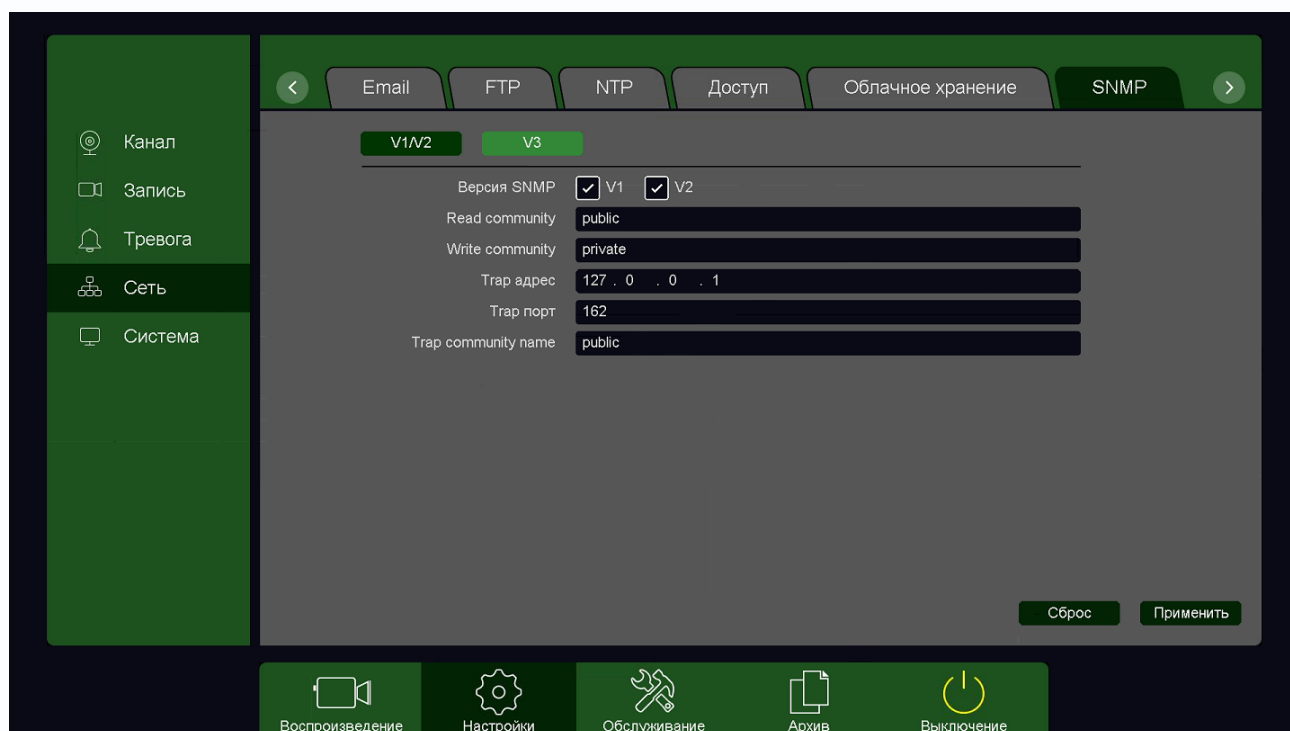 Email FTP NTP Доступ Облачное хранение SNMP
Канал
Запись
Тревога
Сеть
Система
V1/V2 V3
Версия SNMP V1 V2
Read community public
Write community private
Trap адрес 127 . 0 . 0 . 1
Trap порт 162
Trap community name public
Сброс Применить
Воспроизведение Настройки Обслуживание Архив Выключение